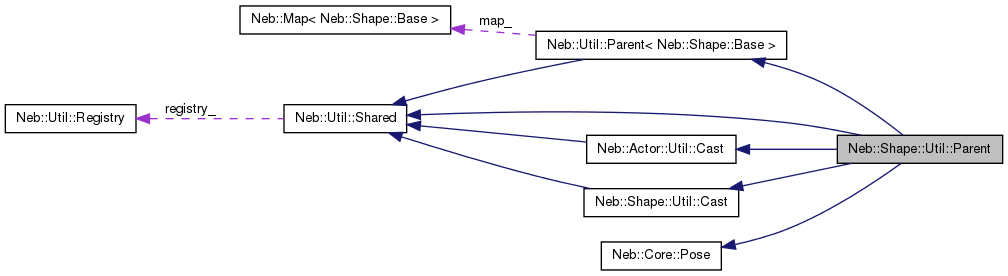 Neb::Map< Neb::Shape::Base >
map_
Neb::Util::Parent< Neb::Shape::Base >
Neb::Util::Registry
registry_
Neb::Util::Shared
Neb::Actor::Util::Cast
Neb::Shape::Util::Parent
Neb::Shape::Util::Cast
Neb::Core::Pose